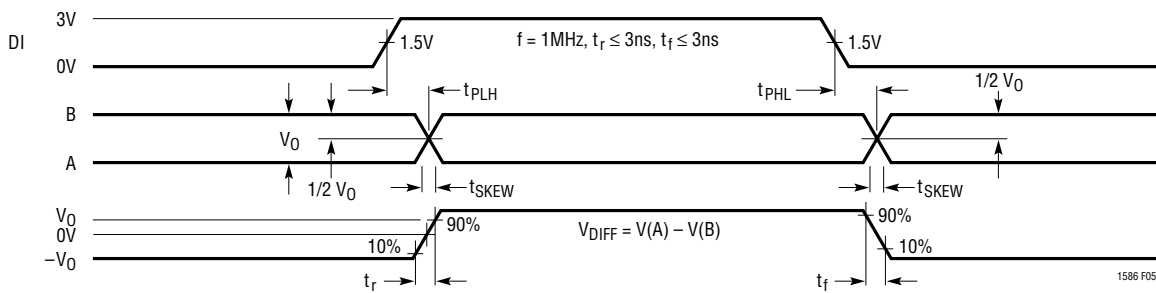 3V
DI
1.5V
f = 1MHz, tr ≤ 3ns, tf ≤ 3ns
1.5V
0V
tPLH
tPHL
1/2 VO
B
VO
A
1/2 VO
tSKEW
tSKEW
VO
90%
VDIFF = V(A) – V(B)
90%
0V
10%
10%
–VO
tr
tf
1586 F05